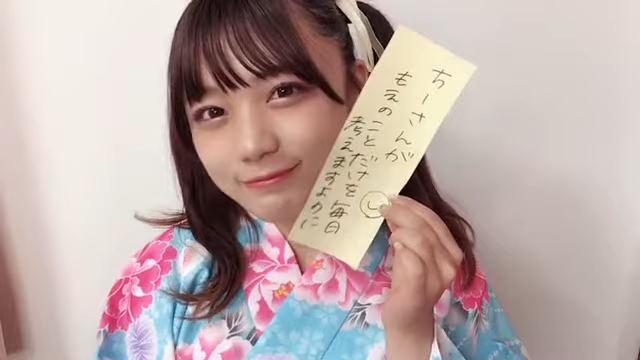 ちーさんが
もえのことだけを毎日
考えますように